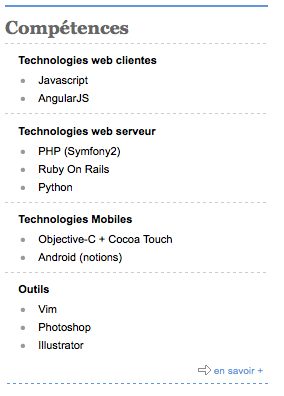 Compétences
Technologies web clientes
Javascript
AngularJS
Technologies web serveur
PHP (Symfony2)
Ruby On Rails
Python
Technologies Mobiles
Objective-C + Cocoa Touch
Android (notions)
Outils
Vim
Photoshop
Illustrator
en savoir +